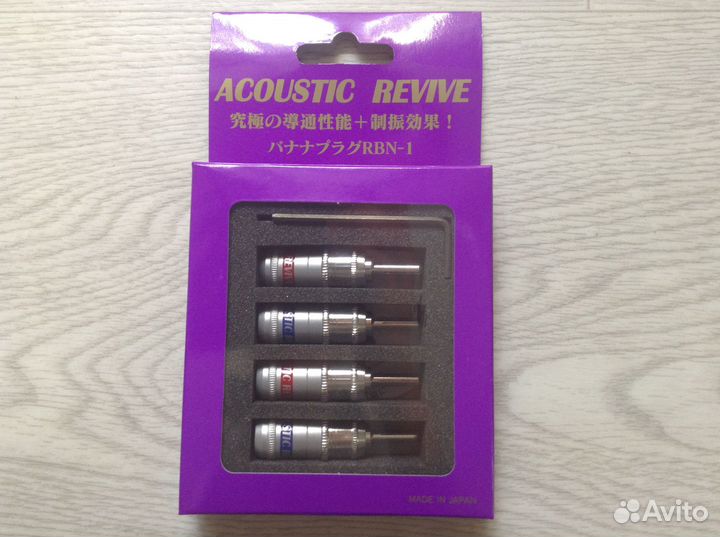 ACOUSTIC REVIVE
究極の導通性能＋制振効果！
バナナプラグRBN-1
MADE IN JAPAN
Avito